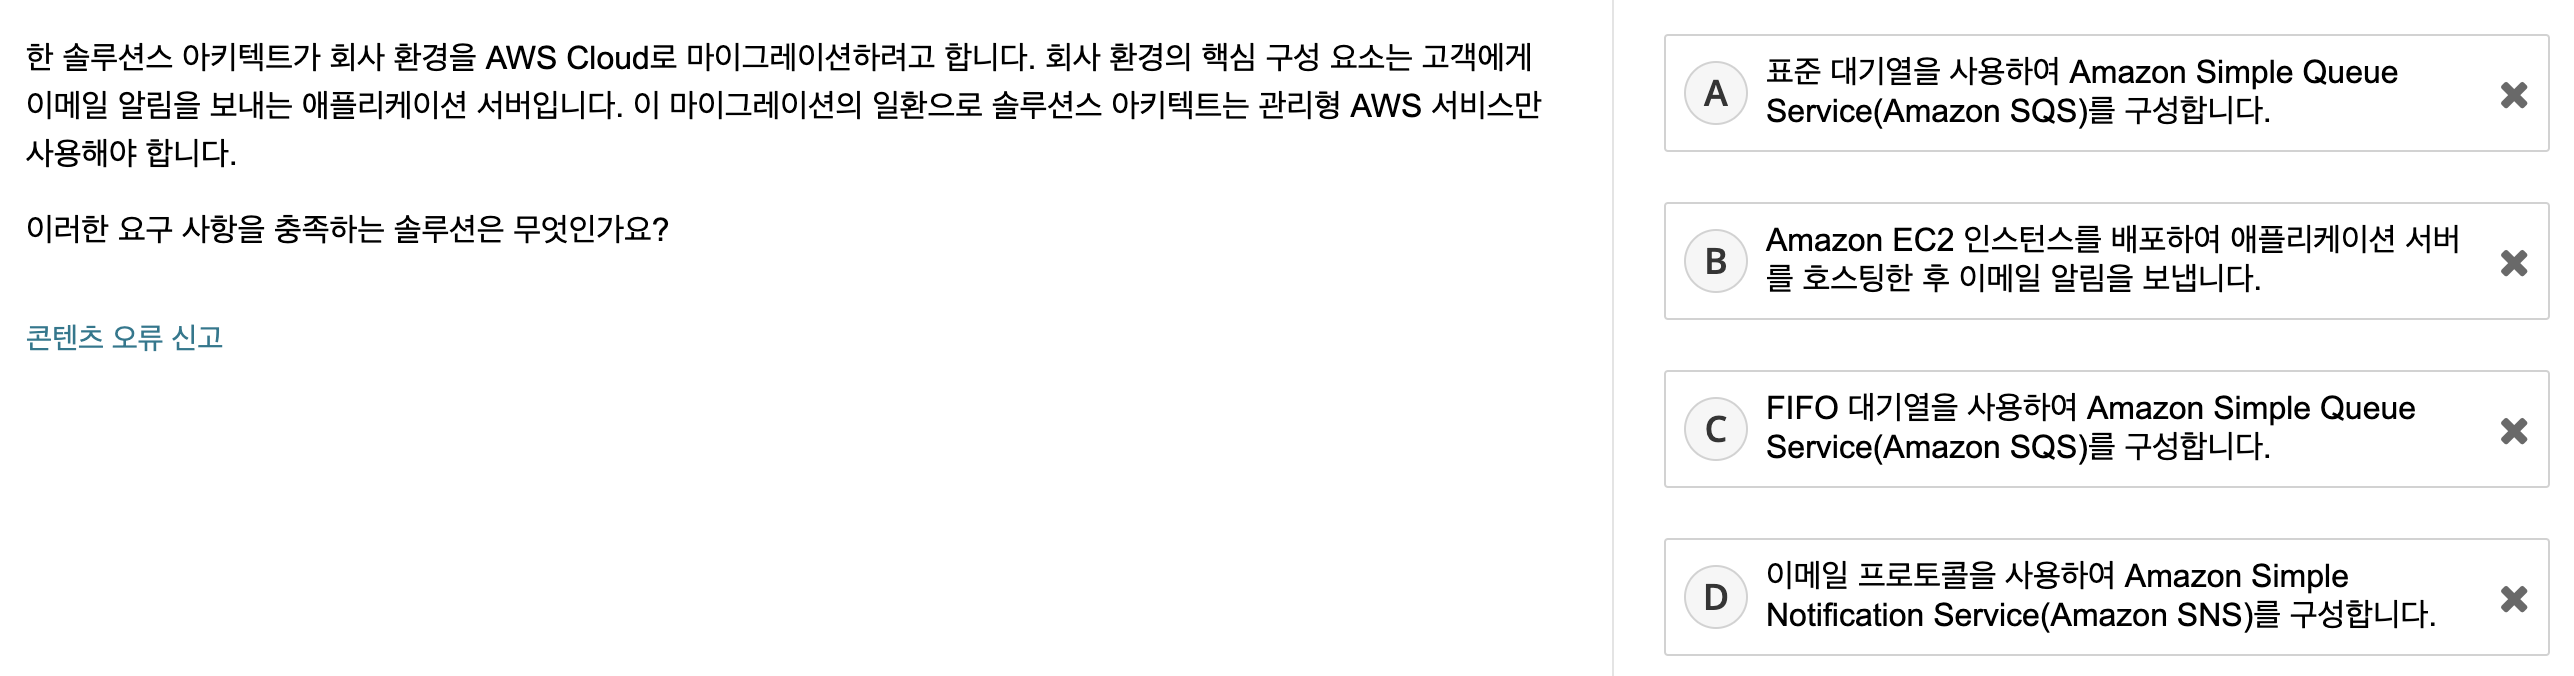 한 솔루션스 아키텍트가 회사 환경을 AWS Cloud로 마이그레이션하려고 합니다. 회사 환경의 핵심 구성 요소는 고객에게
이메일 알림을 보내는 애플리케이션 서버입니다. 이 마이그레이션의 일환으로 솔루션스 아키텍트는 관리형 AWS 서비스만
사용해야 합니다.
이러한 요구 사항을 충족하는 솔루션은 무엇인가요?
콘텐츠 오류 신고
A
표준 대기열을 사용하여 Amazon Simple Queue
Service(Amazon SQS)를 구성합니다.
B
Amazon EC2 인스턴스를 배포하여 애플리케이션 서버
를 호스팅한 후 이메일 알림을 보냅니다.
C
FIFO 대기열을 사용하여 Amazon Simple Queue
Service(Amazon SQS)를 구성합니다.
D
이메일 프로토콜을 사용하여 Amazon Simple
Notification Service(Amazon SNS)를 구성합니다.